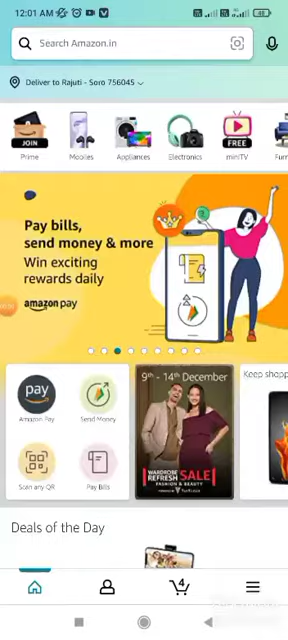 12:01 AM
Search Amazon.in
Deliver to Rajuti - Soro 756045
JOIN
FREE
Prime
Mobiles
Appliances
Electronics
miniTV
Furn
Pay bills,
send money & more
Win exciting
rewards daily
amazon pay
pay
Amazon Pay
Send Money
Scan any QR
Pay Bills
9th - 14th December
WARDROBE
REFRESH SALE
FASHION & BEAUTY
Keep shopp
Deals of the Day
4